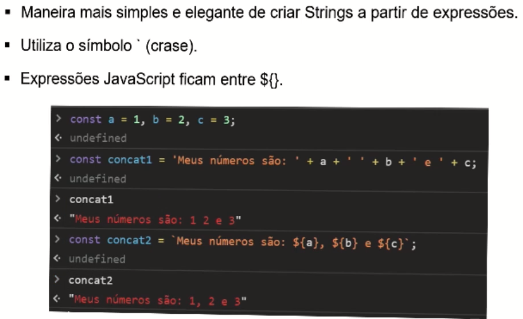 ▪ Maneira mais simples e elegante de criar Strings a partir de expressões.
▪ Utiliza o símbolo ` (crase).
▪ Expressões JavaScript ficam entre ${}.
> const a = 1, b = 2, c = 3;
<· undefined
> const concat1 = 'Meus números são: ' + a + ' ' + b + ' e ' + c;
<· undefined
> concat1
<· "Meus números são: 1 2 e 3"
> const concat2 = `Meus números são: ${a}, ${b} e ${c}`;
<· undefined
> concat2
<· "Meus números são: 1, 2 e 3"